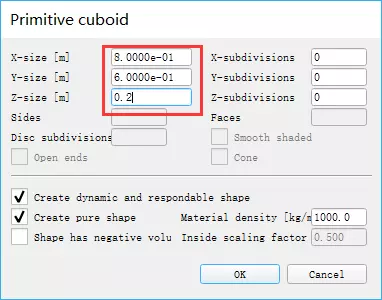 Primitive cuboid
X-size [m] 8.0000e-01 X-subdivisions 0
Y-size [m] 6.0000e-01 Y-subdivisions 0
Z-size [m] 0.2 Z-subdivisions 0
Sides Faces
Disc subdivisions Smooth shaded
Open ends Cone
Create dynamic and respondable shape
Create pure shape Material density [kg/m 1000.0
Shape has negative volu Inside scaling factor 0.500
OK Cancel